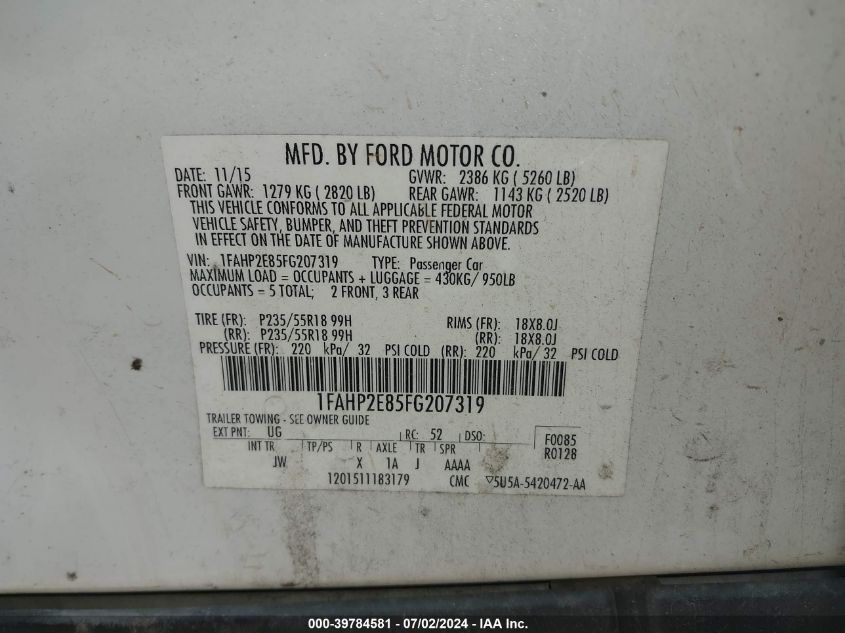 MFD. BY FORD MOTOR CO.
DATE: 11/15 GVWR: 2386 KG ( 5260 LB)
FRONT GAWR: 1279 KG ( 2820 LB) REAR GAWR: 1143 KG ( 2520 LB)
THIS VEHICLE CONFORMS TO ALL APPLICABLE FEDERAL MOTOR
VEHICLE SAFETY, BUMPER, AND THEFT PREVENTION STANDARDS
IN EFFECT ON THE DATE OF MANUFACTURE SHOWN ABOVE.
VIN: 1FAHP2E85FG207319 TYPE: Passenger Car
MAXIMUM LOAD = OCCUPANTS + LUGGAGE = 430KG/ 950LB
OCCUPANTS = 5 TOTAL; 2 FRONT, 3 REAR
TIRE (FR): P235/55R18 99H RIMS (FR): 18X8.0J
(RR): P235/55R18 99H (RR): 18X8.0J
PRESSURE (FR): 220 kPa/ 32 PSI COLD (RR): 220 kPa/ 32 PSI COLD
1FAHP2E85FG207319
TRAILER TOWING - SEE OWNER GUIDE
EXT PNT: UG RC: 52 DSO: F0085
INT TR TP/PS R AXLE TR SPR R0128
JW X 1A J AAAA
1201511183179 CMC ▽5U5A-5420472-AA
000-39784581 - 07/02/2024 - IAA Inc.